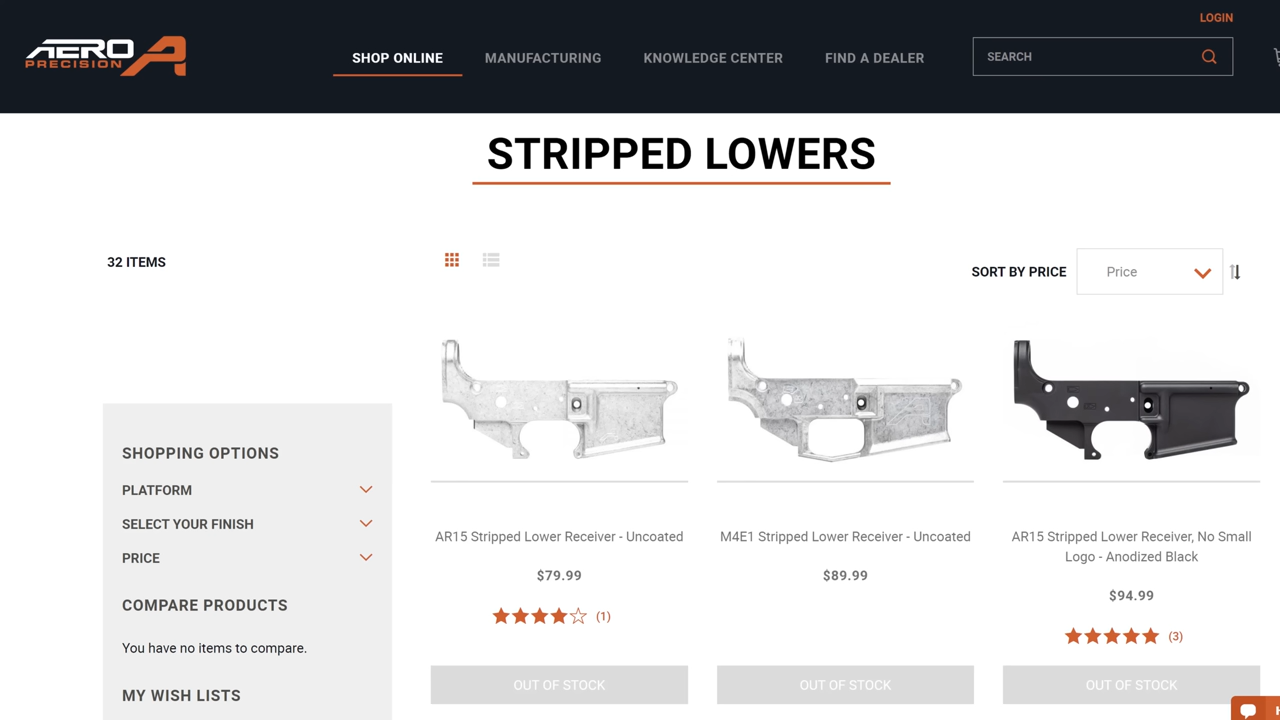 LOGIN
AERO
PRECISION
SHOP ONLINE
MANUFACTURING
KNOWLEDGE CENTER
FIND A DEALER
SEARCH
STRIPPED LOWERS
32 ITEMS
SORT BY PRICE
Price
SHOPPING OPTIONS
PLATFORM
SELECT YOUR FINISH
PRICE
COMPARE PRODUCTS
You have no items to compare.
MY WISH LISTS
AR15 Stripped Lower Receiver - Uncoated
$79.99
(1)
OUT OF STOCK
M4E1 Stripped Lower Receiver - Uncoated
$89.99
OUT OF STOCK
AR15 Stripped Lower Receiver, No Small
Logo - Anodized Black
$94.99
(3)
OUT OF STOCK